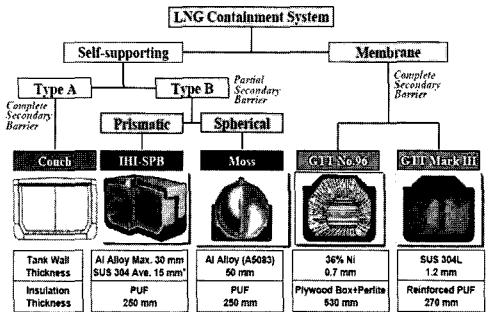 LNG Containment System
Self-supporting
Membrane
Type A
Type B
Partial
Secondary
Barrier
Complete
Secondary
Barrier
Complete
Secondary
Barrier
Prismatic
Spherical
Conch
IHI-SPB
Moss
GTT No.96
GTT Mark III
Tank Wall
Thickness
Al Alloy Max. 30 mm
SUS 304 Ave. 15 mm*
Al Alloy (A5083)
50 mm
36% Ni
0.7 mm
SUS 304L
1.2 mm
Insulation
Thickness
PUF
250 mm
PUF
250 mm
Plywood Box+Perlite
530 mm
Reinforced PUF
270 mm